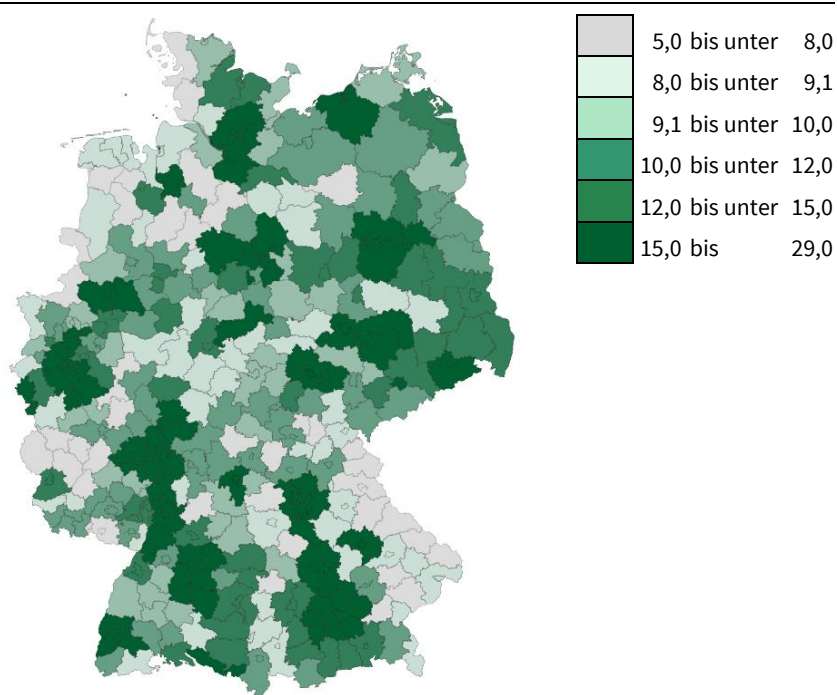 5,0 bis unter 8,0
8,0 bis unter 9,1
9,1 bis unter 10,0
10,0 bis unter 12,0
12,0 bis unter 15,0
15,0 bis 29,0